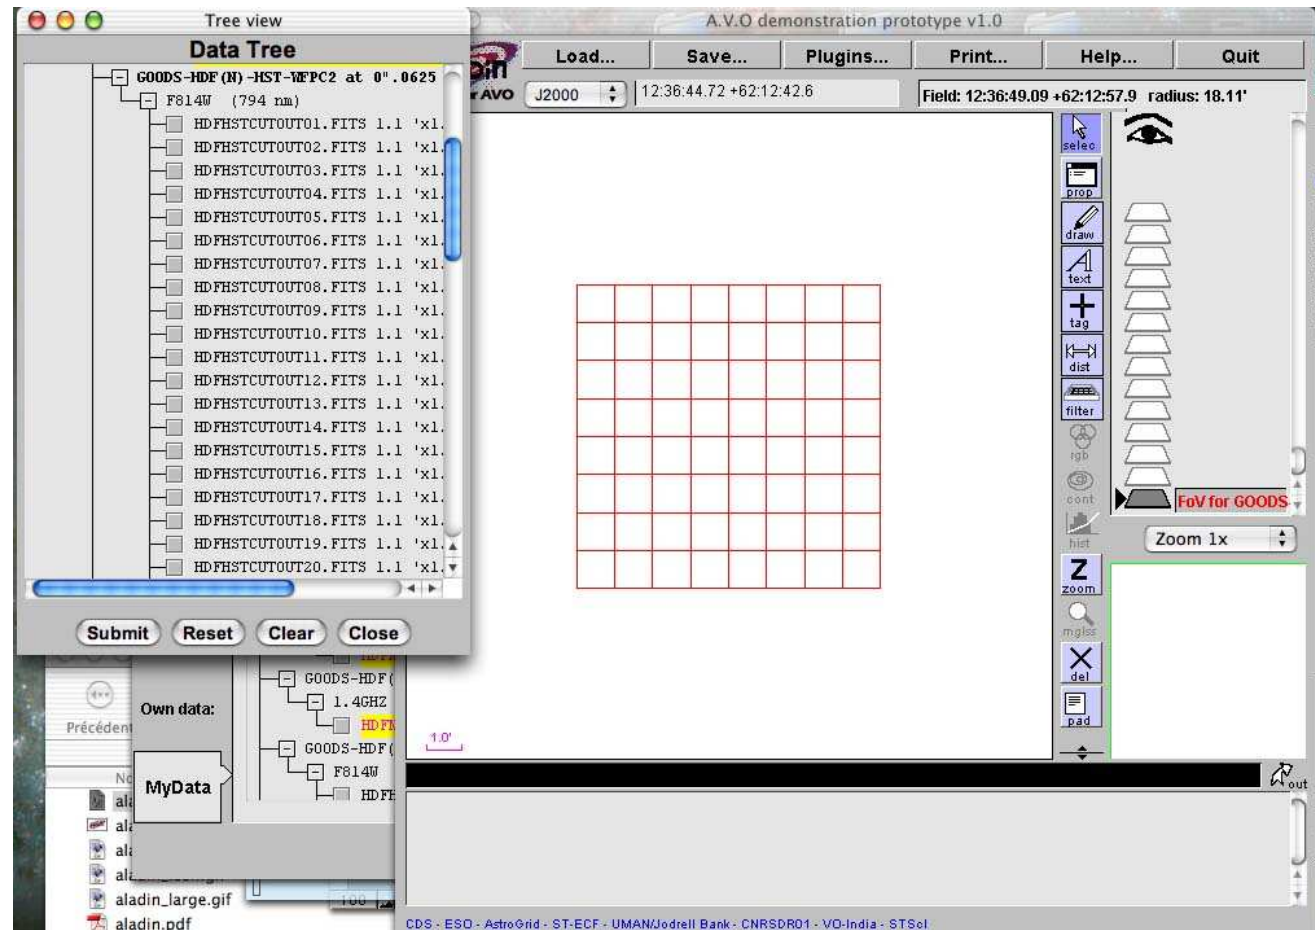 Tree view
Data Tree
GOODS-HDF(N)-HST-WFPC2 at 0".0625
F814W (794 nm)
HDFHSTCUTOUT01.FITS 1.1 'x1.
HDFHSTCUTOUT02.FITS 1.1 'x1.
HDFHSTCUTOUT03.FITS 1.1 'x1.
HDFHSTCUTOUT04.FITS 1.1 'x1.
HDFHSTCUTOUT05.FITS 1.1 'x1.
HDFHSTCUTOUT06.FITS 1.1 'x1.
HDFHSTCUTOUT07.FITS 1.1 'x1.
HDFHSTCUTOUT08.FITS 1.1 'x1.
HDFHSTCUTOUT09.FITS 1.1 'x1.
HDFHSTCUTOUT10.FITS 1.1 'x1.
HDFHSTCUTOUT11.FITS 1.1 'x1.
HDFHSTCUTOUT12.FITS 1.1 'x1.
HDFHSTCUTOUT13.FITS 1.1 'x1.
HDFHSTCUTOUT14.FITS 1.1 'x1.
HDFHSTCUTOUT15.FITS 1.1 'x1.
HDFHSTCUTOUT16.FITS 1.1 'x1.
HDFHSTCUTOUT17.FITS 1.1 'x1.
HDFHSTCUTOUT18.FITS 1.1 'x1.
HDFHSTCUTOUT19.FITS 1.1 'x1.
HDFHSTCUTOUT20.FITS 1.1 'x1.
Submit Reset Clear Close
A.V.O demonstration prototype v1.0
Load... Save... Plugins... Print... Help... Quit
AVO J2000 12:36:44.72 +62:12:42.6 Field: 12:36:49.09 +62:12:57.9 radius: 18.11'
selec
prop
draw
text
tag
dist
filter
rgb
cont
hist
zoom
mglss
del
pad
FoV for GOODS-
Zoom 1x
1.0'
out
Précédent
Own data:
MyData
GOODS-HDF(
1.4GHZ
HDFN
GOODS-HDF(
F814W
HDFH
No
ala
ala
ala
aladin_large.gif
aladin.pdf
100
CDS - ESO - AstroGrid - ST-ECF - UMAN/Jodrell Bank - CNRSDR01 - VO-India - STScI